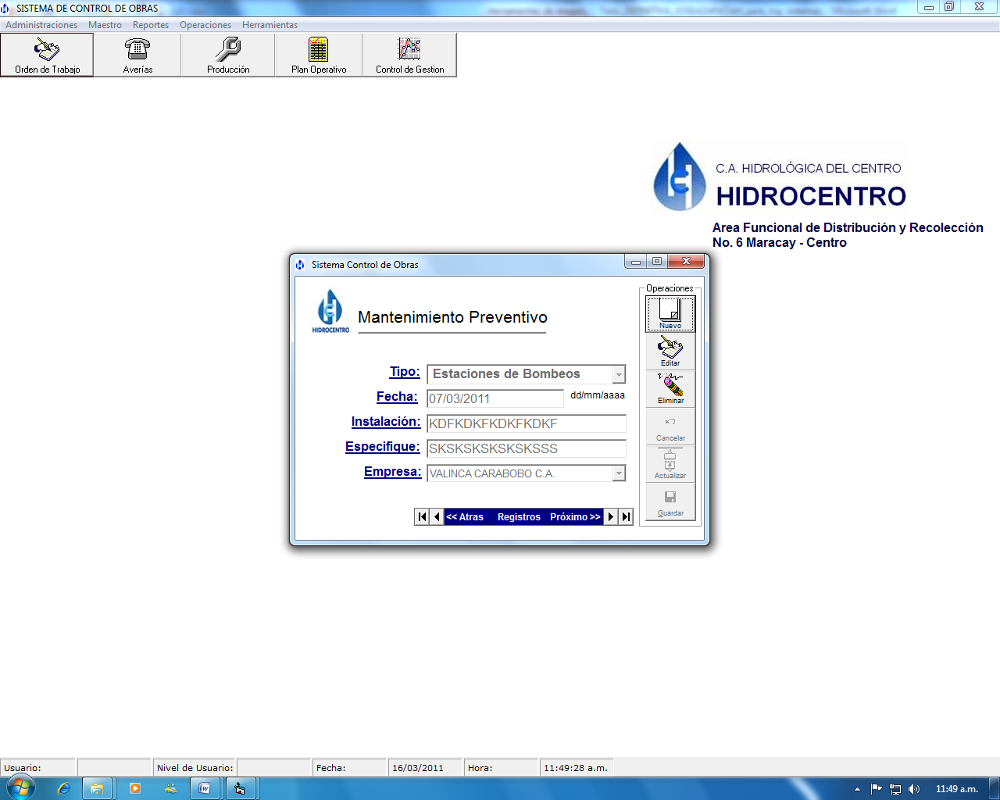 SISTEMA DE CONTROL DE OBRAS
Administraciones Maestro Reportes Operaciones Herramientas
Orden de Trabajo Averías Producción Plan Operativo Control de Gestion
C.A. HIDROLÓGICA DEL CENTRO
HIDROCENTRO
Area Funcional de Distribución y Recolección
No. 6 Maracay - Centro
Sistema Control de Obras
HIDROCENTRO
Mantenimiento Preventivo
Operaciones
Nuevo
Editar
Eliminar
Cancelar
Actualizar
Guardar
Tipo: Estaciones de Bombeos
Fecha: 07/03/2011 dd/mm/aaaa
Instalación: KDFKDKFKDKFKDKF
Especifique: SKSKSKSKSKSKSSS
Empresa: VALINCA CARABOBO C.A.
<< Atras Registros Próximo >>
Usuario: Nivel de Usuario: Fecha: 16/03/2011 Hora: 11:49:28 a.m.
11:49 a.m.